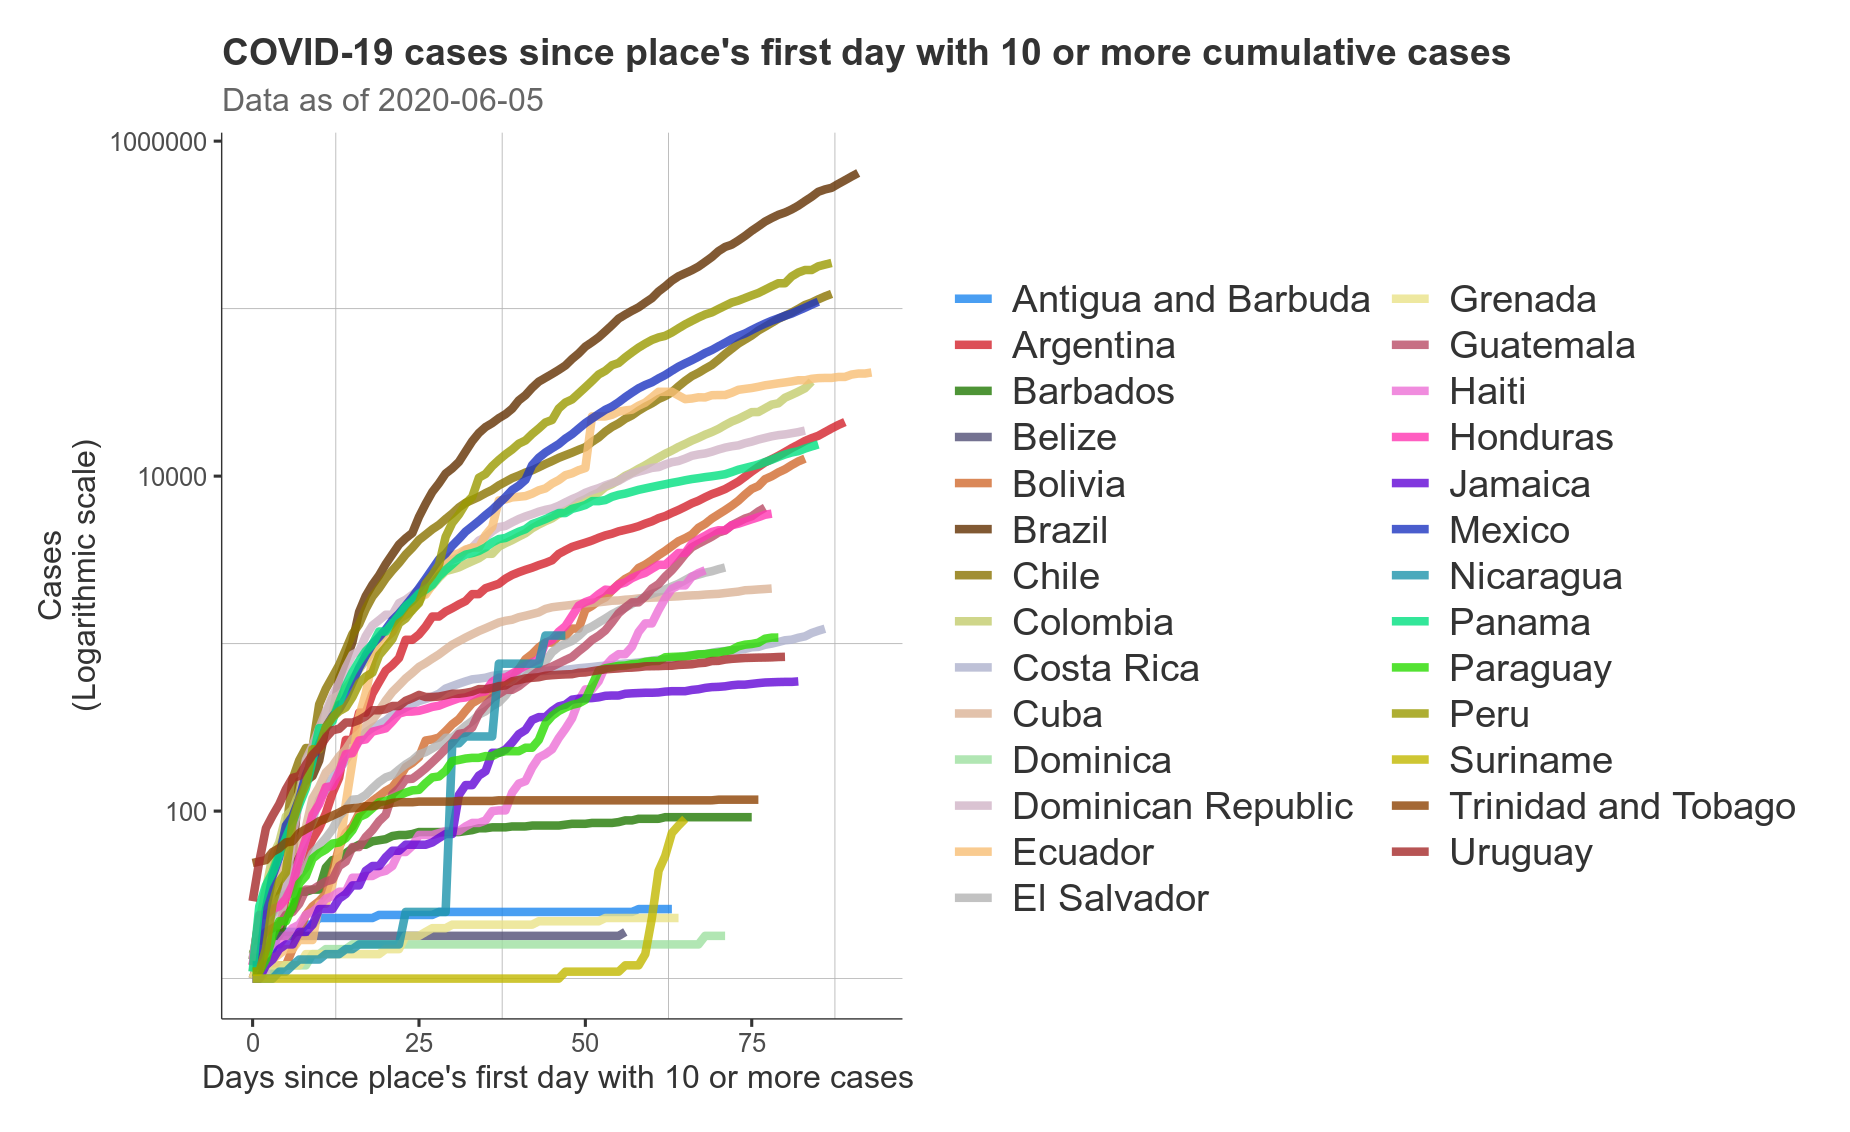 COVID-19 cases since place's first day with 10 or more cumulative cases
Data as of 2020-06-05
1000000
10000
100
Cases
(Logarithmic scale)
0 25 50 75
Days since place's first day with 10 or more cases
Antigua and Barbuda
Argentina
Barbados
Belize
Bolivia
Brazil
Chile
Colombia
Costa Rica
Cuba
Dominica
Dominican Republic
Ecuador
El Salvador
Grenada
Guatemala
Haiti
Honduras
Jamaica
Mexico
Nicaragua
Panama
Paraguay
Peru
Suriname
Trinidad and Tobago
Uruguay